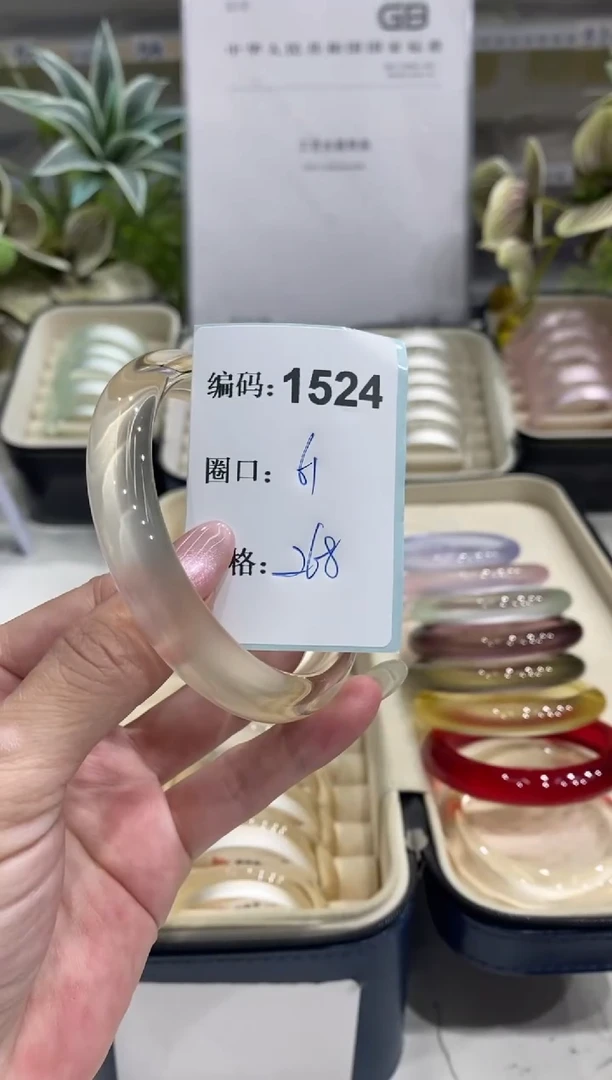 GB
中华人民共和国国家标准
编码：1524
圈口： 61
格：268